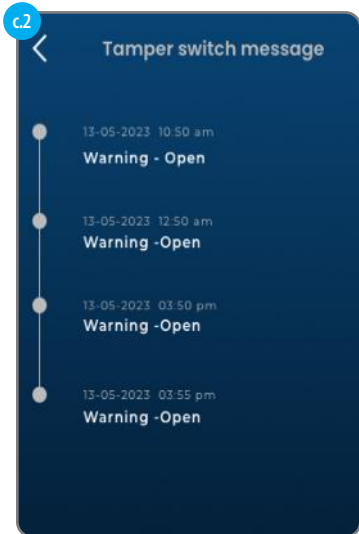 c.2
Tamper switch message
13-05-2023 10:50 am
Warning - Open
13-05-2023 12:50 am
Warning -Open
13-05-2023 03:50 pm
Warning -Open
13-05-2023 03:55 pm
Warning -Open